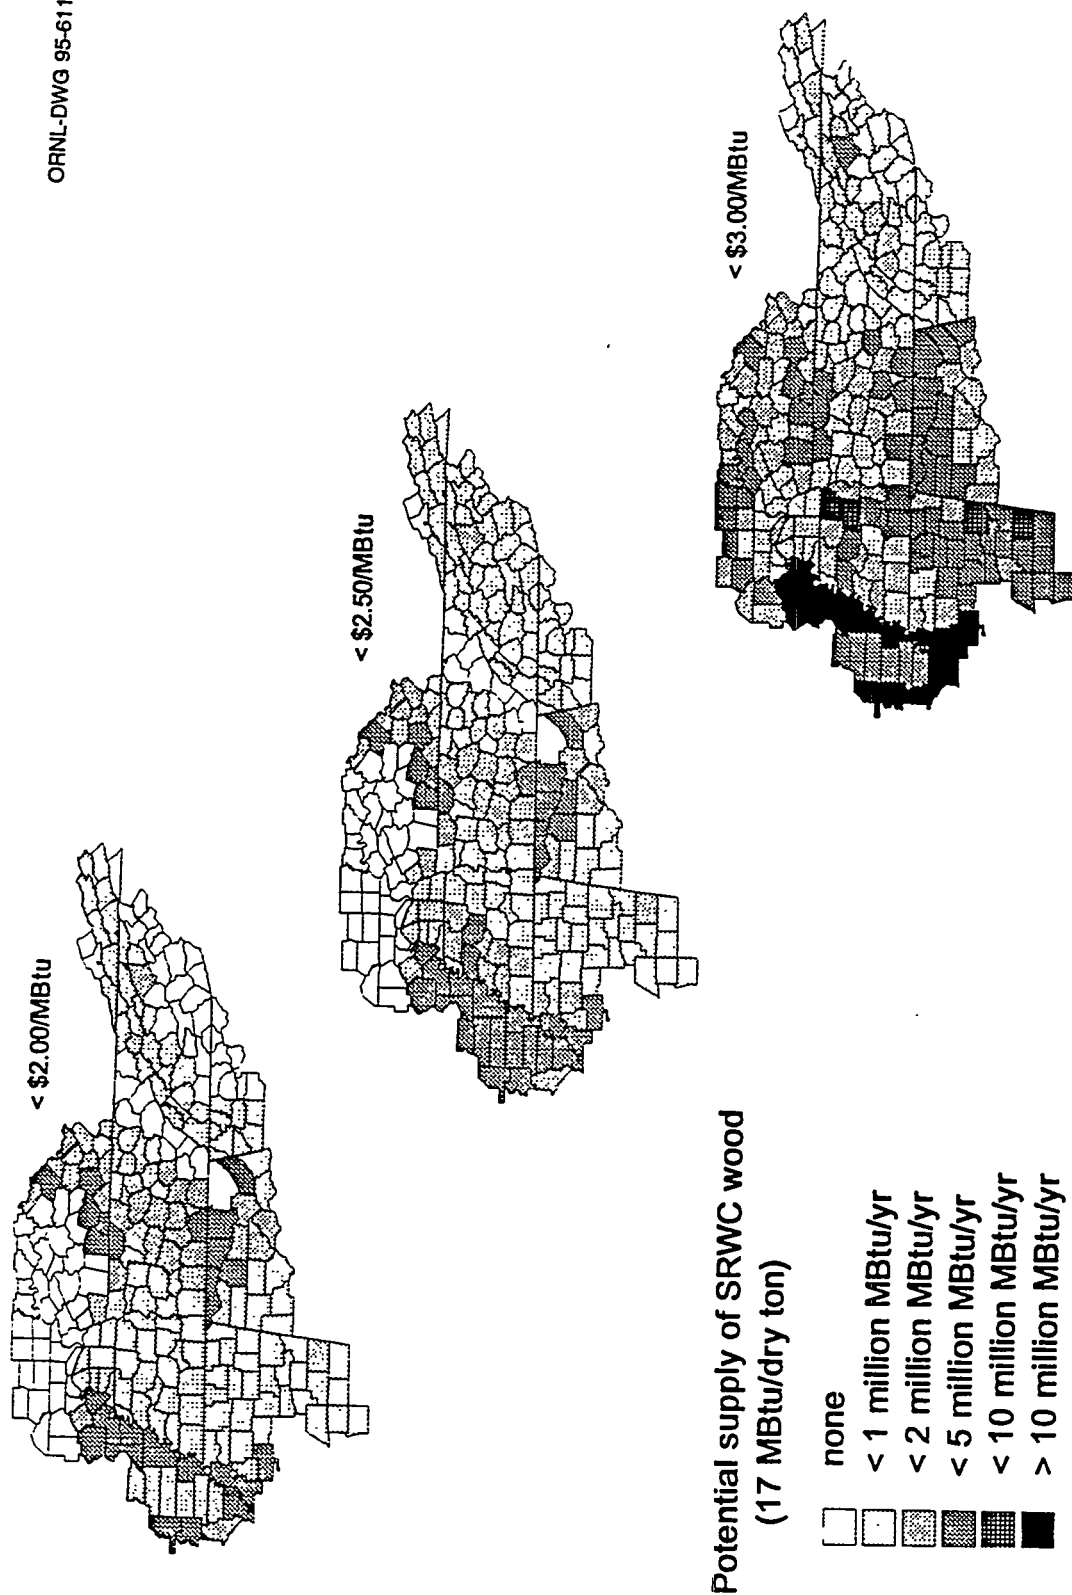 ORNL-DWG 95-611
< $2.00/MBtu
< $2.50/MBtu
< $3.00/MBtu
Potential supply of SRWC wood
(17 MBtu/dry ton)
none
< 1 million MBtu/yr
< 2 million MBtu/yr
< 5 million MBtu/yr
< 10 million MBtu/yr
> 10 million MBtu/yr